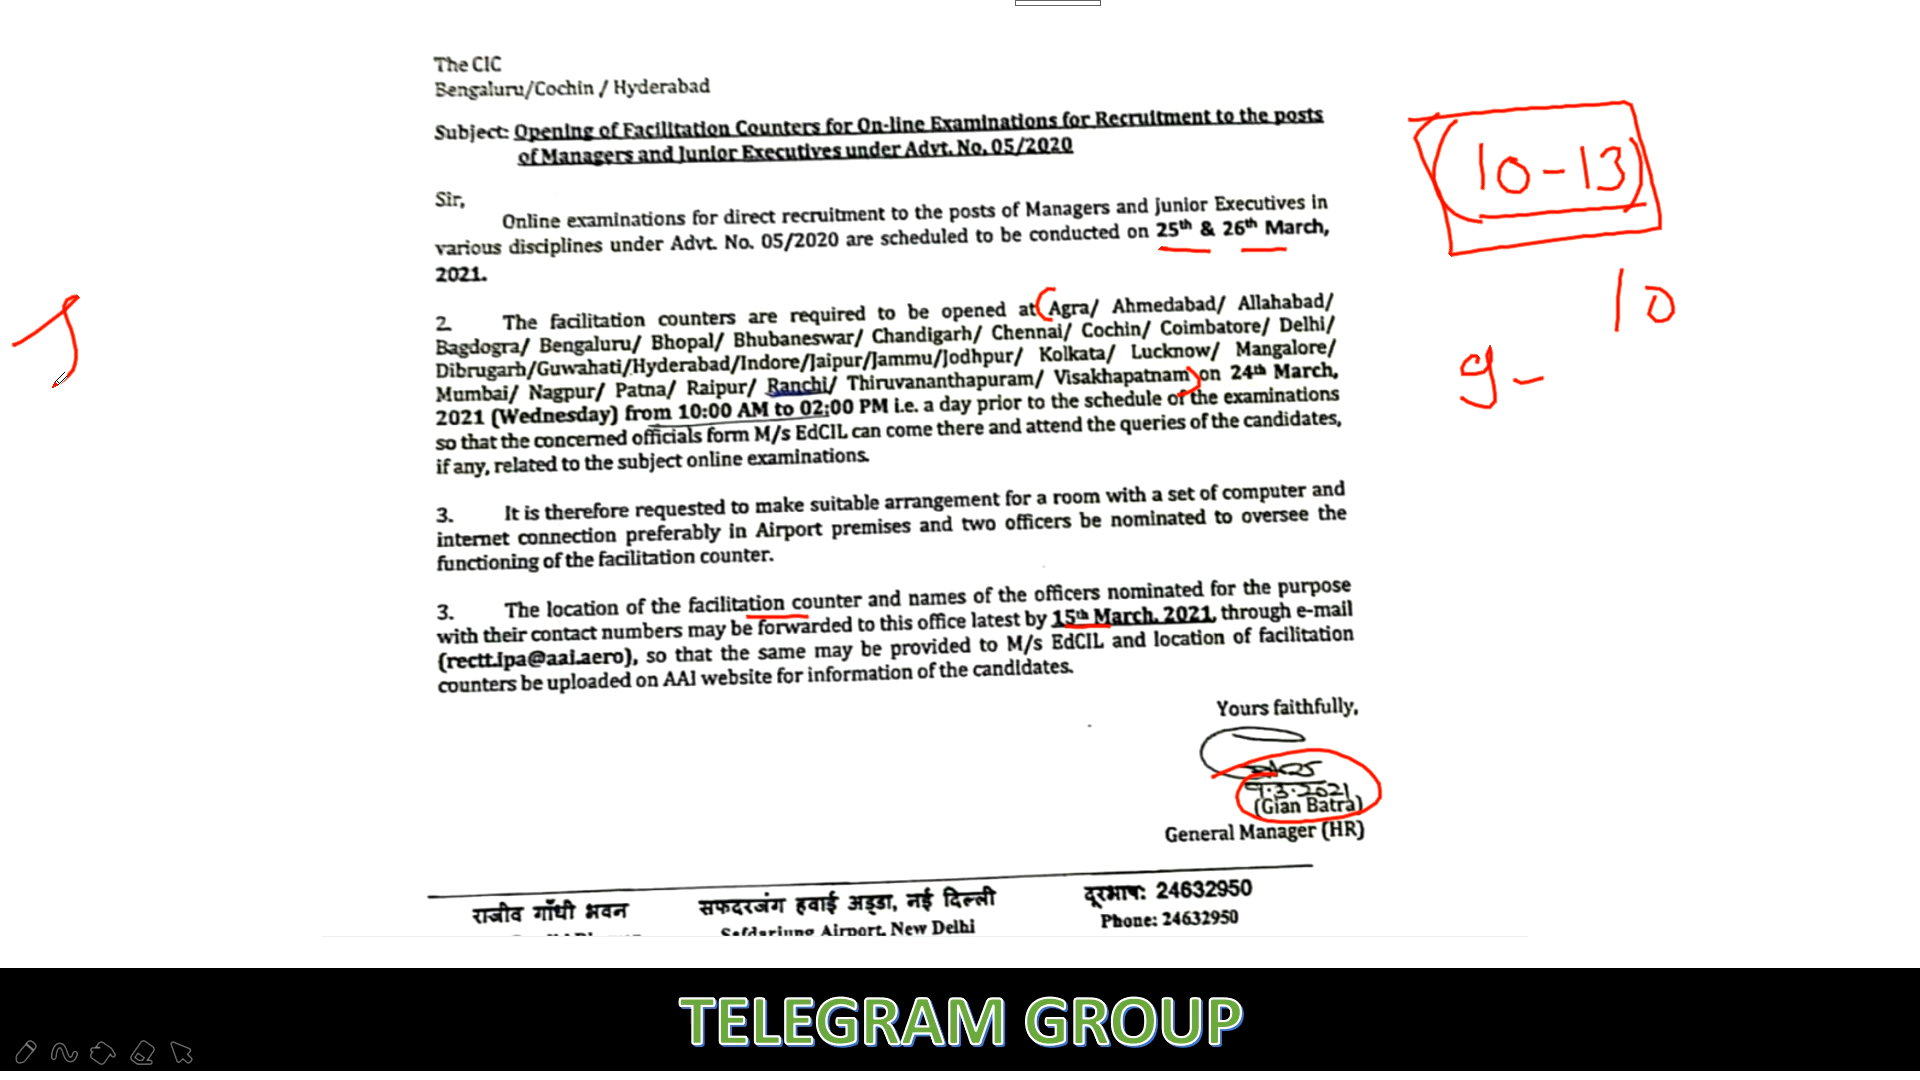 The CIC
Bengaluru/Cochin / Hyderabad
Subject: Opening of Facilitation Counters for On-line Examinations for Recruitment to the posts
of Managers and Junior Executives under Advt. No. 05/2020
Sir,
Online examinations for direct recruitment to the posts of Managers and Junior Executives in
various disciplines under Advt. No. 05/2020 are scheduled to be conducted on 25th & 26th March,
2021.
2. The facilitation counters are required to be opened at Agra/ Ahmedabad/ Allahabad/
Bagdogra/ Bengaluru/ Bhopal/ Bhubaneswar/ Chandigarh/ Chennai/ Cochin/ Coimbatore/ Delhi/
Dibrugarh/Guwahati/Hyderabad/Indore/Jaipur/Jammu/Jodhpur/ Kolkata/ Lucknow/ Mangalore/
Mumbai/ Nagpur/ Patna/ Raipur/ Ranchi/ Thiruvananthapuram/ Visakhapatnam on 24th March,
2021 (Wednesday) from 10:00 AM to 02:00 PM i.e. a day prior to the schedule of the examinations
so that the concerned officials form M/s EdCIL can come there and attend the queries of the candidates,
if any, related to the subject online examinations.
3. It is therefore requested to make suitable arrangement for a room with a set of computer and
internet connection preferably in Airport premises and two officers be nominated to oversee the
functioning of the facilitation counter.
3. The location of the facilitation counter and names of the officers nominated for the purpose
with their contact numbers may be forwarded to this office latest by 15th March, 2021, through e-mail
(rectt.ipa@aai.aero), so that the same may be provided to M/s EdCIL and location of facilitation
counters be uploaded on AAI website for information of the candidates.
Yours faithfully,
9.3.2021
(Gian Batra)
General Manager (HR)
राजीव गाँधी भवन सफदरजंग हवाई अड्डा, नई दिल्ली दूरभाष: 24632950
Safdarjung Airport, New Delhi Phone: 24632950
(10-13)
10
9-
TELEGRAM GROUP